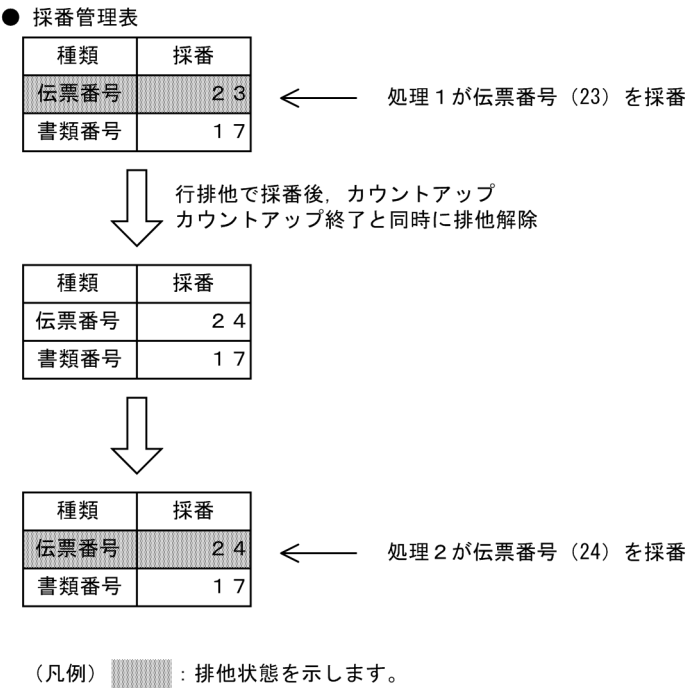 ● 採番管理表
種類 採番
伝票番号 23
処理1が伝票番号(23)を採番
書類番号 17
行排他で採番後,カウントアップ
カウントアップ終了と同時に排他解除
種類 採番
伝票番号 24
書類番号 17
種類 採番
伝票番号 24
処理2が伝票番号(24)を採番
書類番号 17
(凡例) :排他状態を示します。